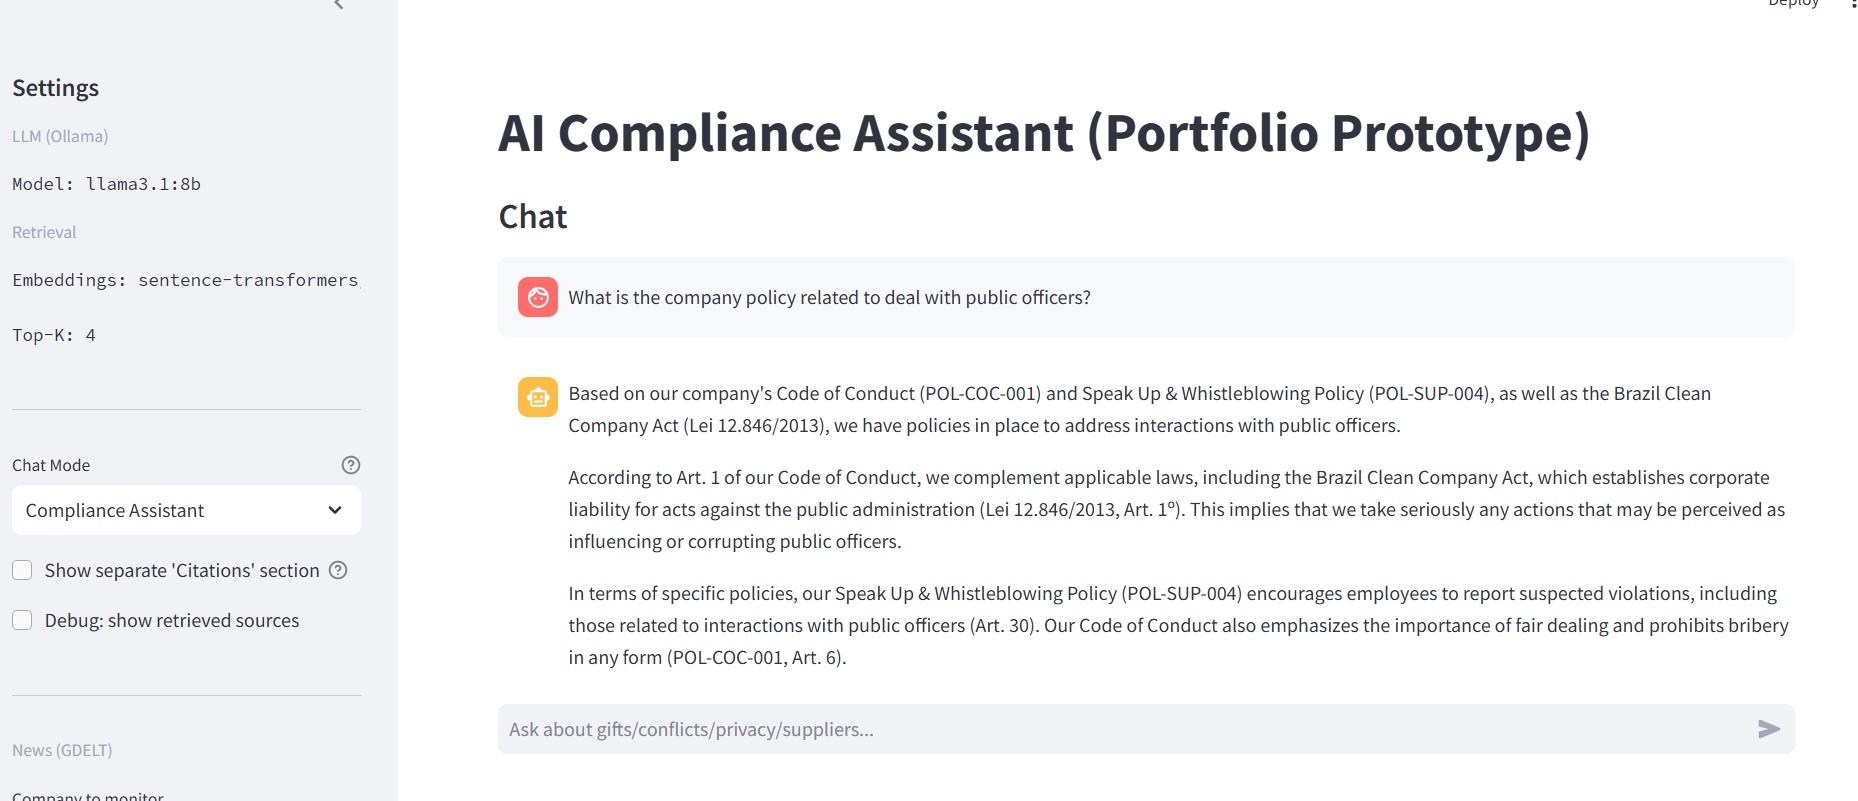 Deploy
Settings
LLM (Ollama)
Model: llama3.1:8b
Retrieval
Embeddings: sentence-transformers
Top-K: 4
Chat Mode
Compliance Assistant
Show separate 'Citations' section
Debug: show retrieved sources
News (GDELT)
Company to monitor
AI Compliance Assistant (Portfolio Prototype)
Chat
What is the company policy related to deal with public officers?
Based on our company's Code of Conduct (POL-COC-001) and Speak Up & Whistleblowing Policy (POL-SUP-004), as well as the Brazil Clean
Company Act (Lei 12.846/2013), we have policies in place to address interactions with public officers.
According to Art. 1 of our Code of Conduct, we complement applicable laws, including the Brazil Clean Company Act, which establishes corporate
liability for acts against the public administration (Lei 12.846/2013, Art. 1º). This implies that we take seriously any actions that may be perceived as
influencing or corrupting public officers.
In terms of specific policies, our Speak Up & Whistleblowing Policy (POL-SUP-004) encourages employees to report suspected violations, including
those related to interactions with public officers (Art. 30). Our Code of Conduct also emphasizes the importance of fair dealing and prohibits bribery
in any form (POL-COC-001, Art. 6).
Ask about gifts/conflicts/privacy/suppliers...